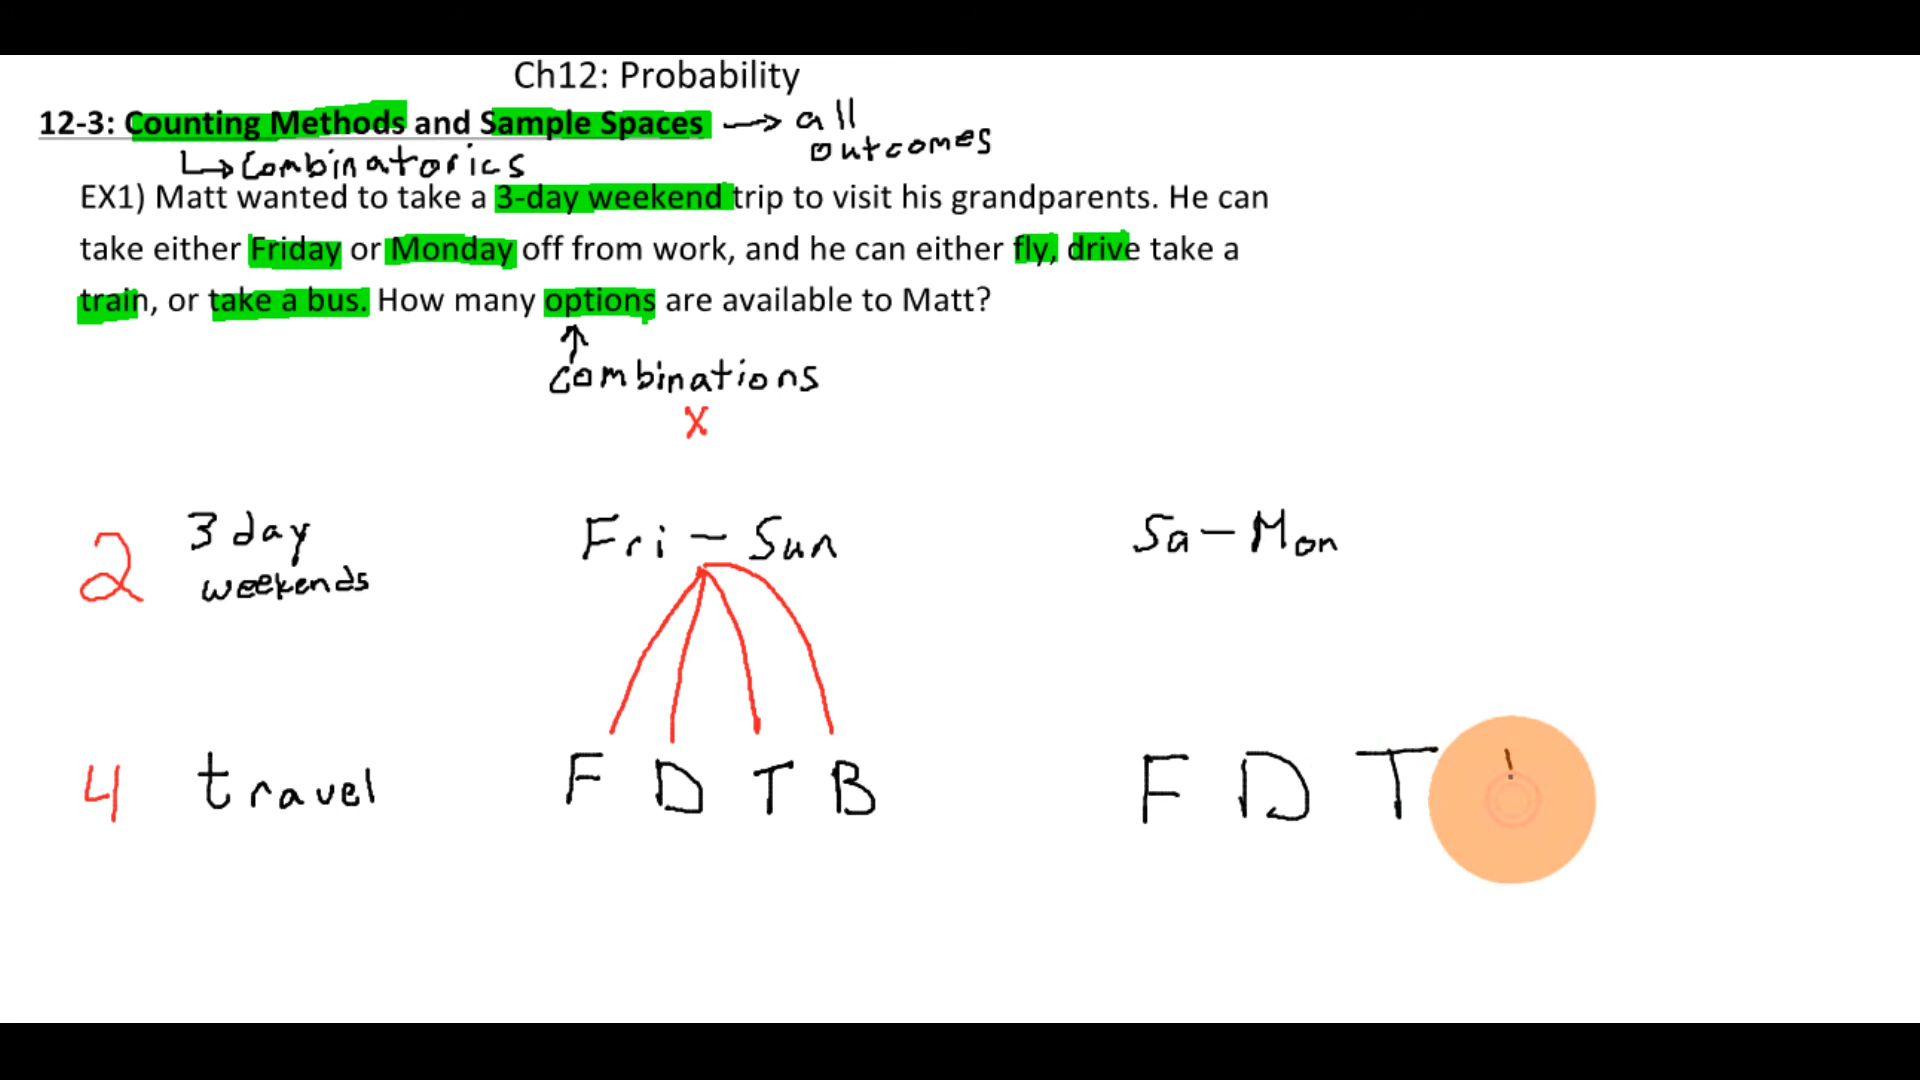 Ch12: Probability
12-3: Counting Methods and Sample Spaces → all
outcomes
↳ Combinatorics
EX1) Matt wanted to take a 3-day weekend trip to visit his grandparents. He can
take either Friday or Monday off from work, and he can either fly, drive take a
train, or take a bus. How many options are available to Matt?
↑
combinations
x
2 3 day Fri – Sun Sa – Mon
weekends
4 travel F D T B F D T